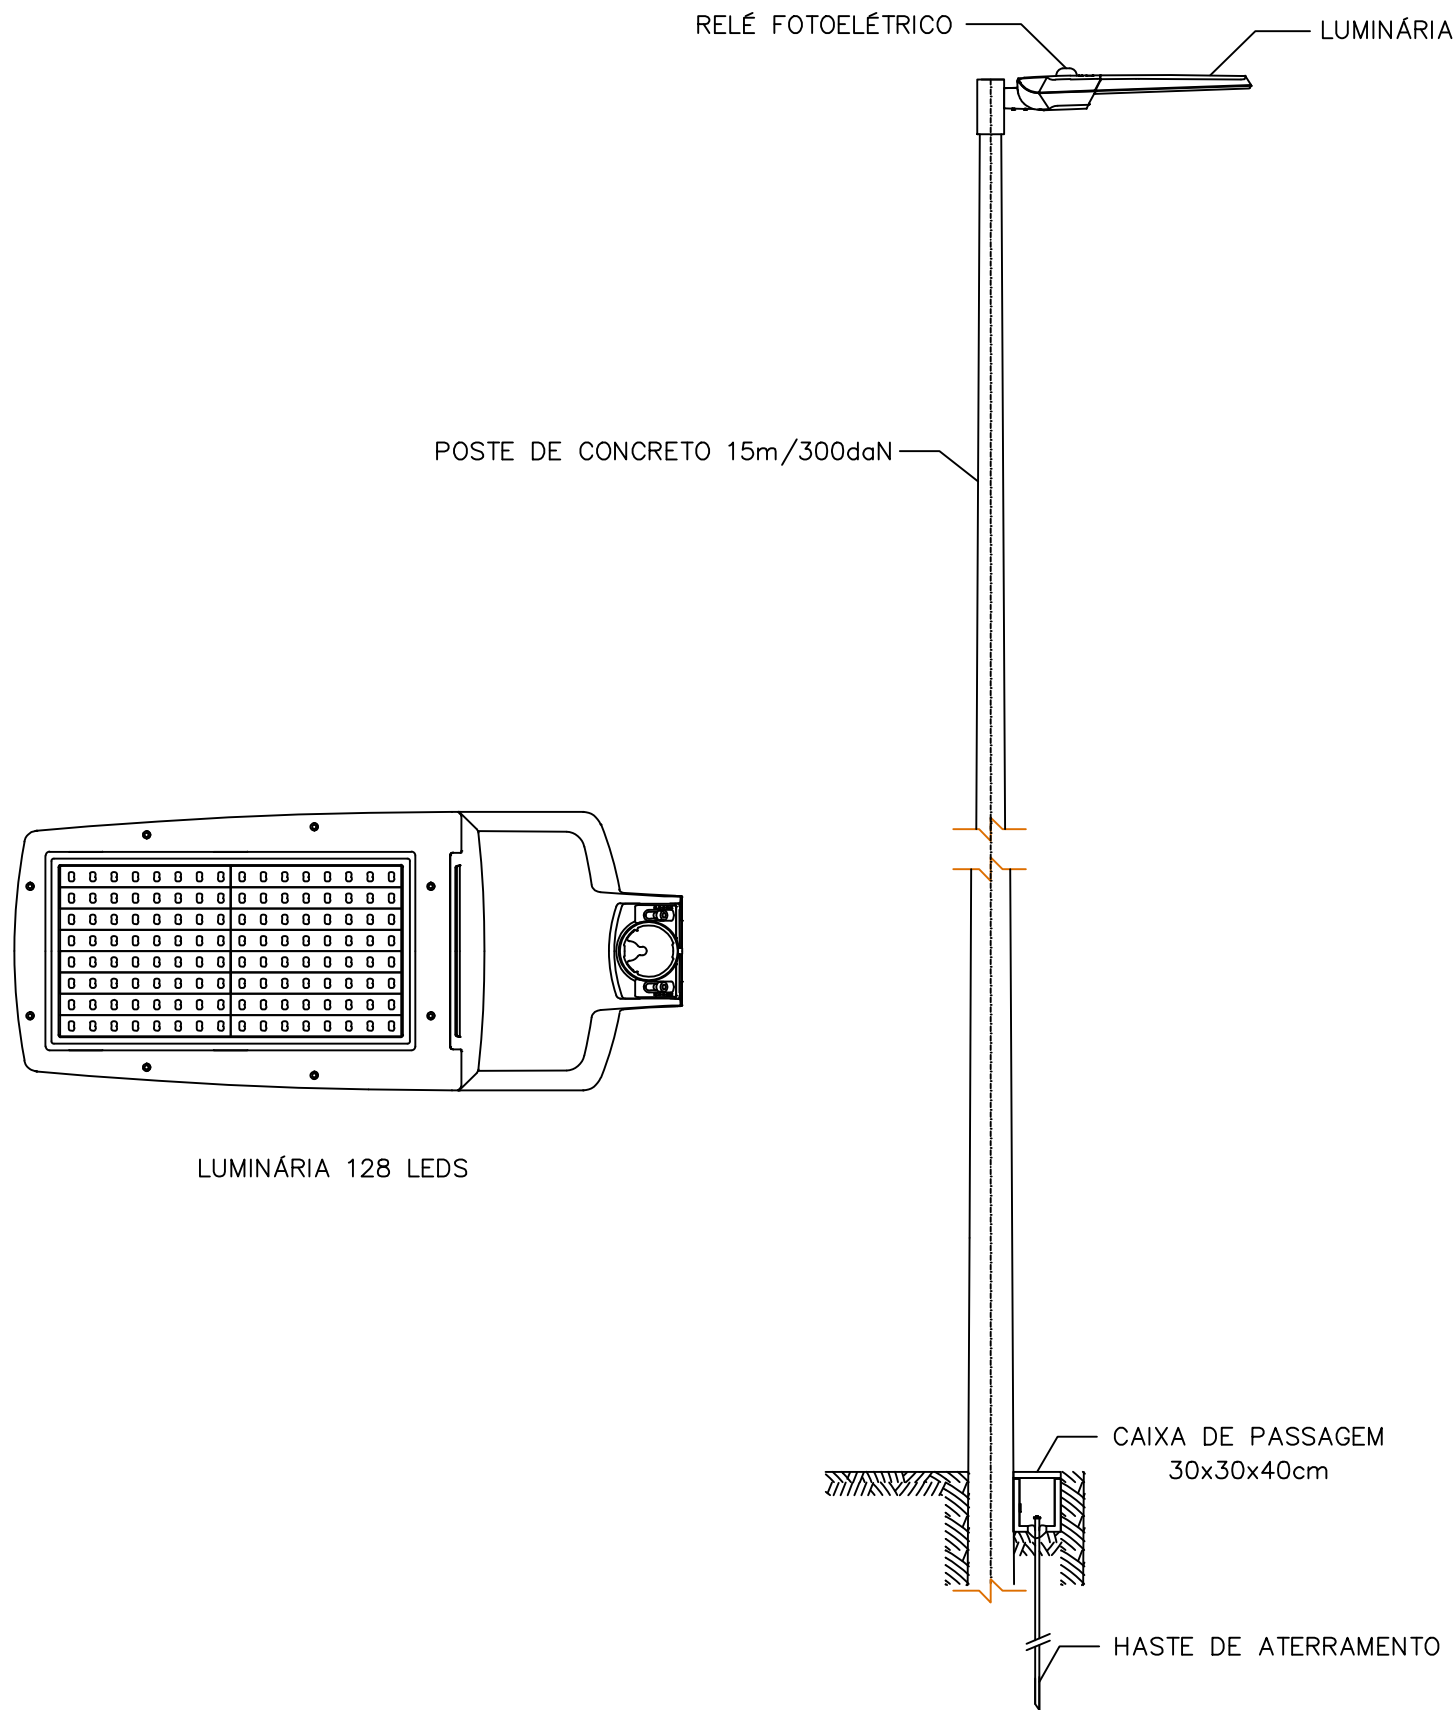 RELÉ FOTOELÉTRICO
LUMINÁRIA
POSTE DE CONCRETO 15m/300daN
LUMINÁRIA 128 LEDS
CAIXA DE PASSAGEM
30x30x40cm
HASTE DE ATERRAMENTO